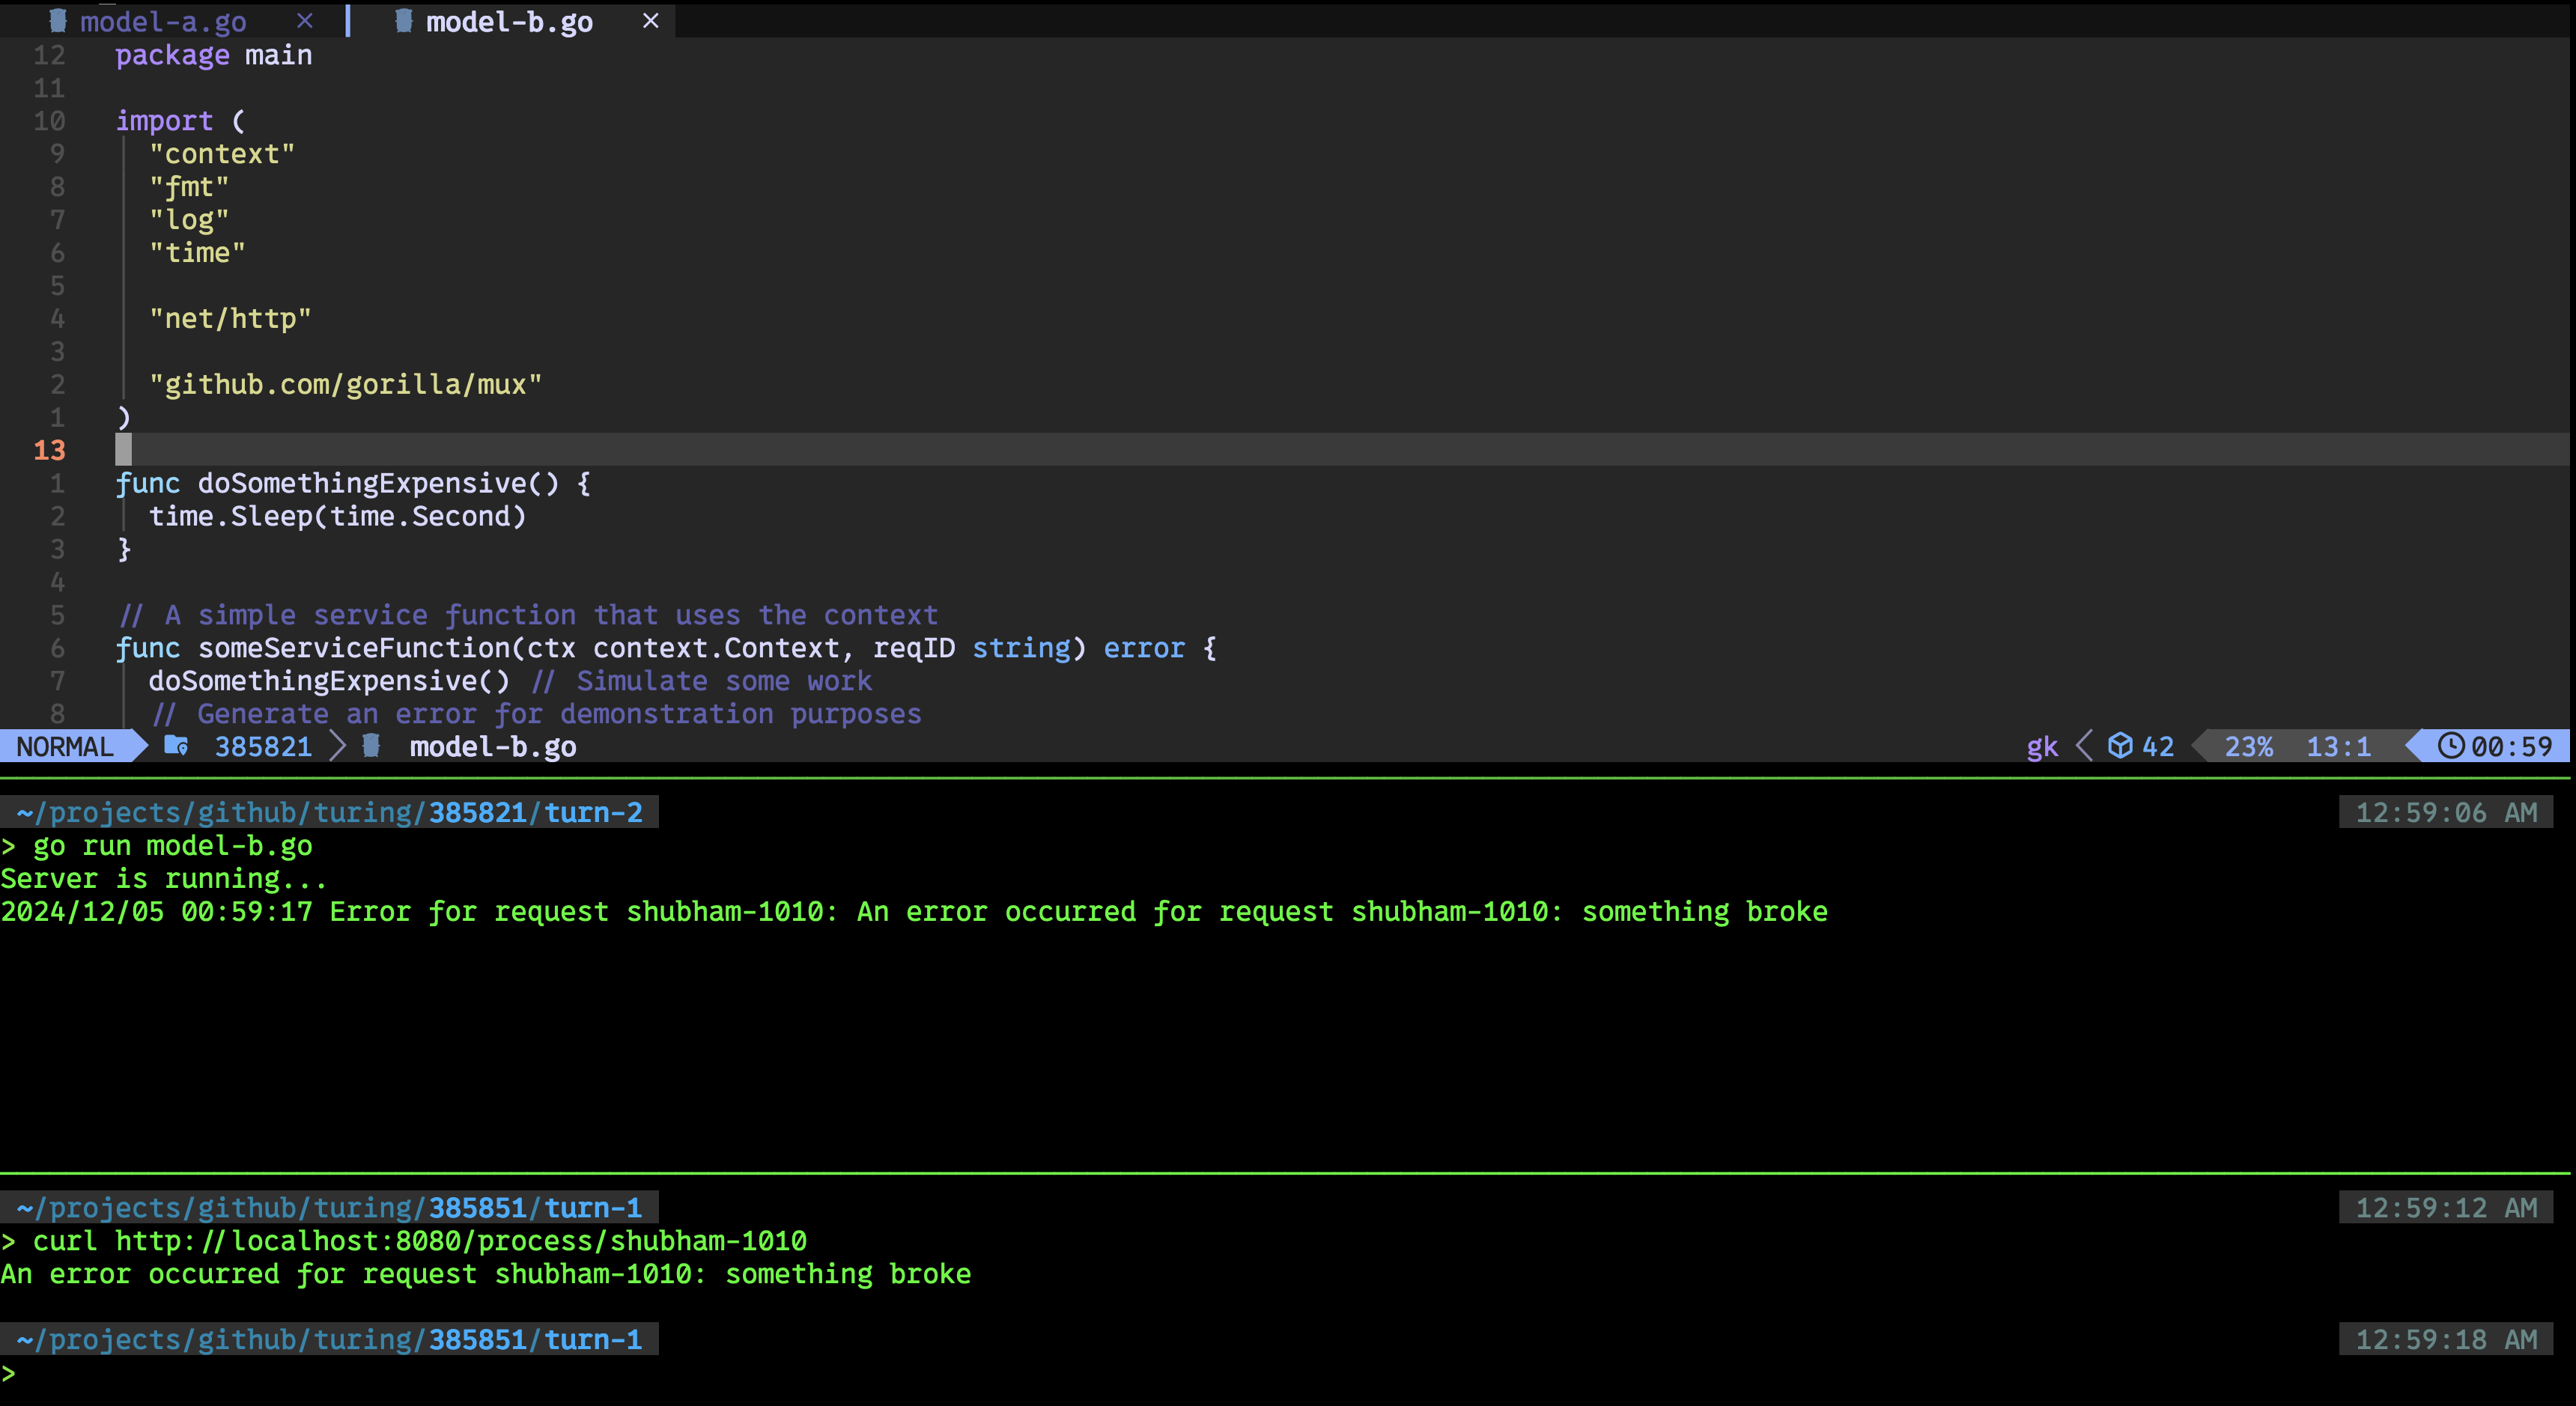 model-a.go × model-b.go ×
12 package main
11
10 import (
9 "context"
8 "fmt"
7 "log"
6 "time"
5
4 "net/http"
3
2 "github.com/gorilla/mux"
1 )
13
1 func doSomethingExpensive() {
2 time.Sleep(time.Second)
3 }
4
5 // A simple service function that uses the context
6 func someServiceFunction(ctx context.Context, reqID string) error {
7 doSomethingExpensive() // Simulate some work
8 // Generate an error for demonstration purposes
NORMAL 385821 model-b.go gk 42 23% 13:1 00:59
~/projects/github/turing/385821/turn-2 12:59:06 AM
> go run model-b.go
Server is running...
2024/12/05 00:59:17 Error for request shubham-1010: An error occurred for request shubham-1010: something broke
~/projects/github/turing/385851/turn-1 12:59:12 AM
> curl http://localhost:8080/process/shubham-1010
An error occurred for request shubham-1010: something broke
~/projects/github/turing/385851/turn-1 12:59:18 AM
>